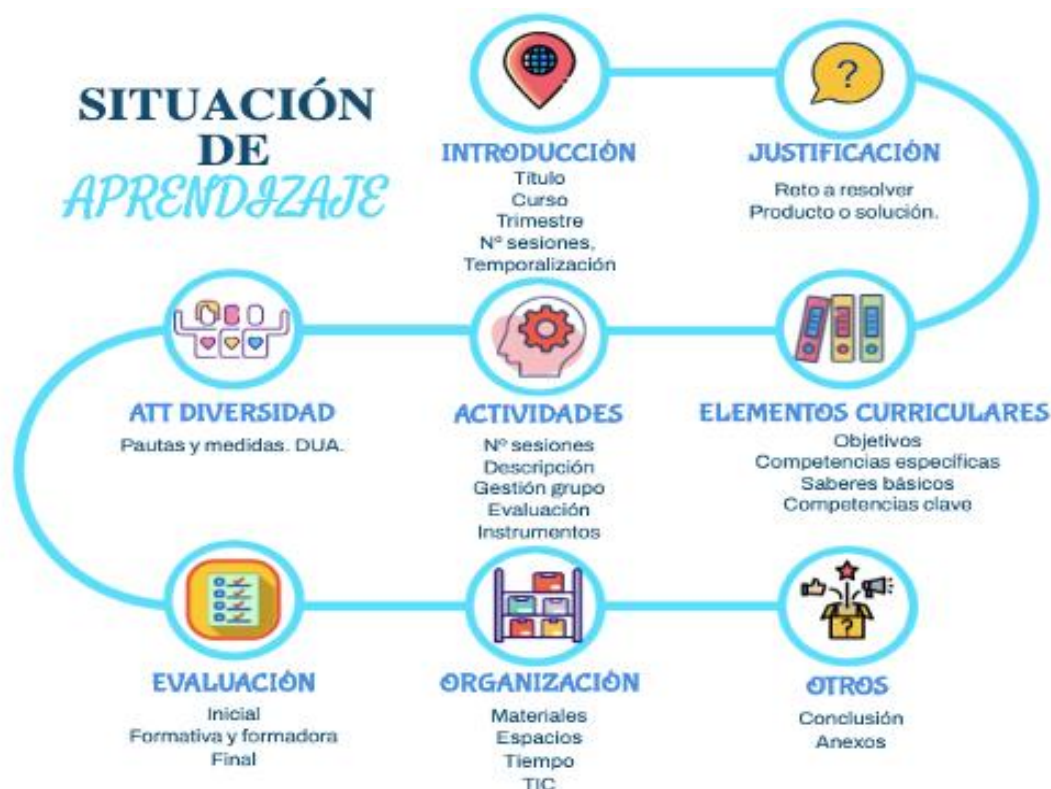 SITUACIÓN
DE
APRENDIZAJE
INTRODUCCIÓN
Título
Curso
Trimestre
Nº sesiones,
Temporalización
?
JUSTIFICACIÓN
Reto a resolver
Producto o solución.
ELEMENTOS CURRICULARES
Objetivos
Competencias específicas
Saberes básicos
Competencias clave
ACTIVIDADES
Nº sesiones
Descripción
Gestión grupo
Evaluación
Instrumentos
ATT DIVERSIDAD
Pautas y medidas. DUA.
EVALUACIÓN
Inicial
Formativa y formadora
Final
ORGANIZACIÓN
Materiales
Espacios
Tiempo
TIC
?
OTROS
Conclusión
Anexos